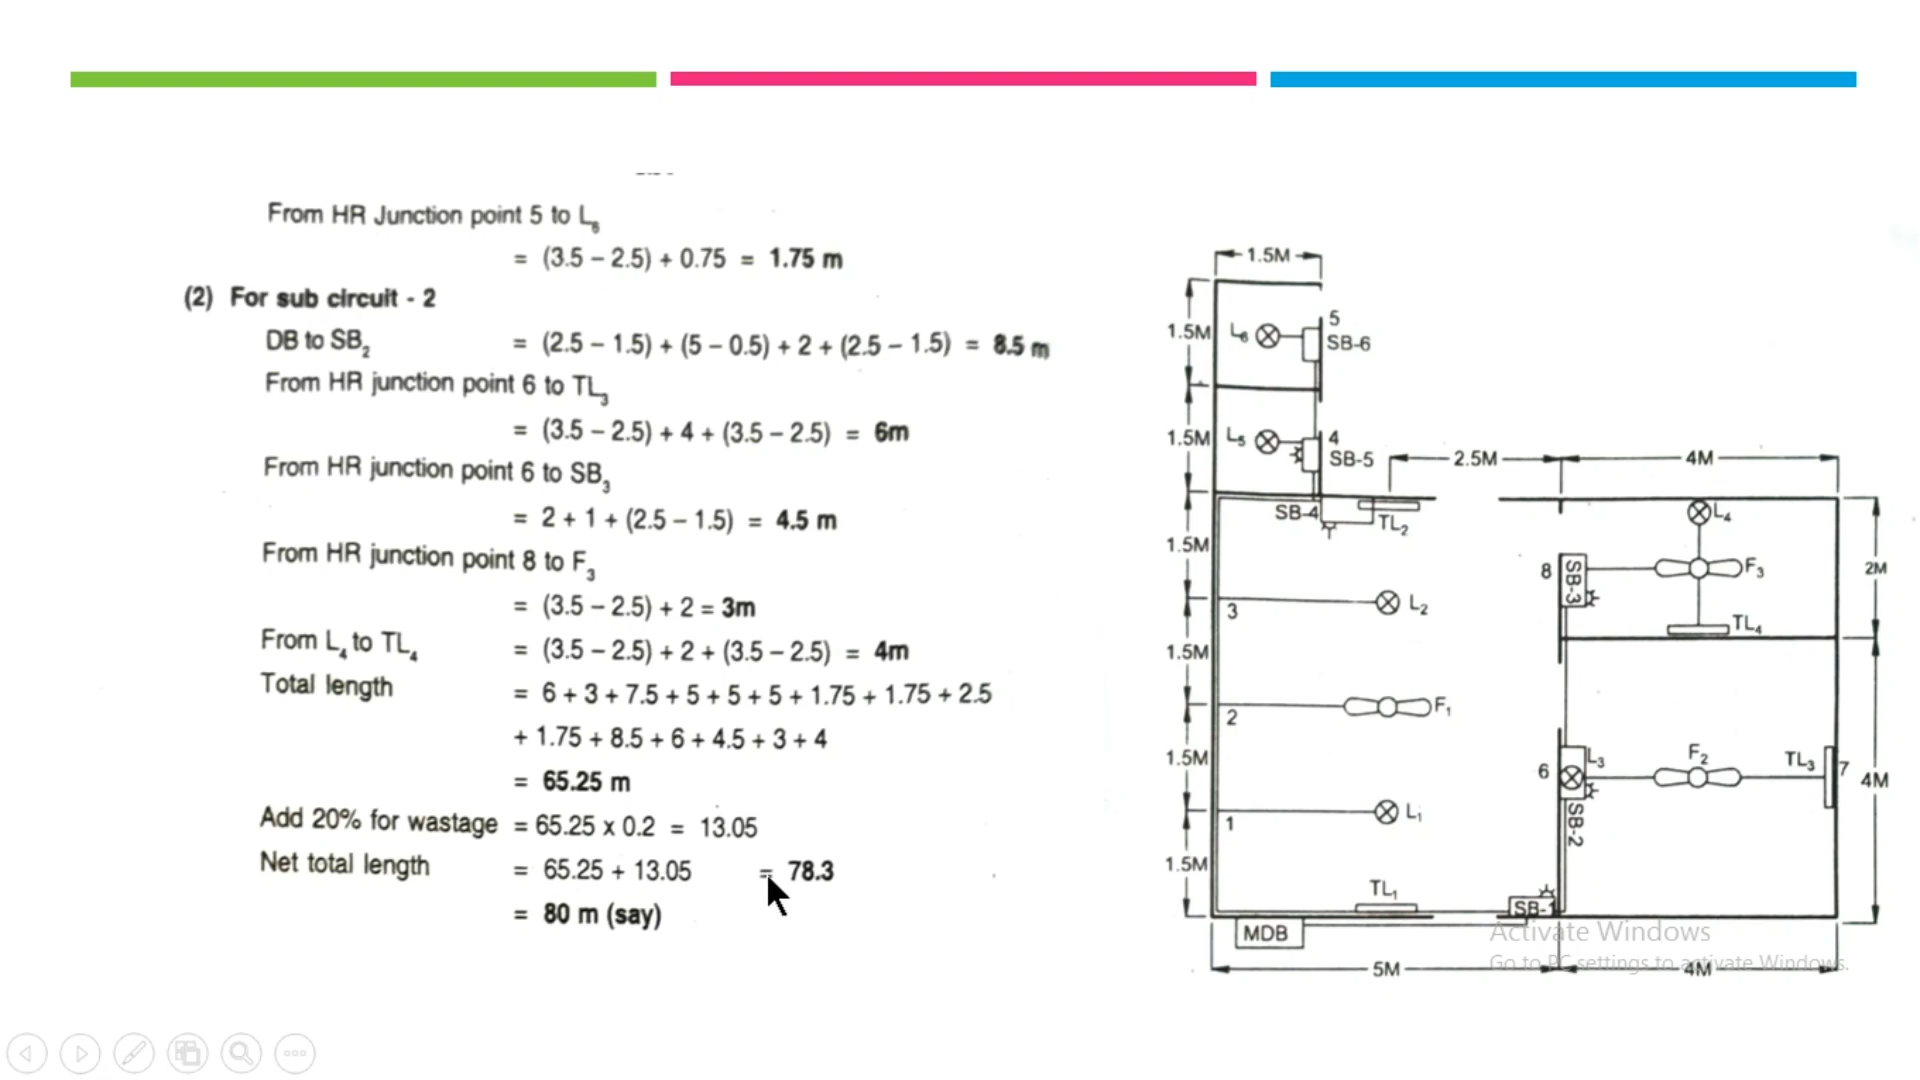 From HR Junction point 5 to L6
= (3.5 – 2.5) + 0.75 = 1.75 m
(2) For sub circuit - 2
DB to SB2 = (2.5 – 1.5) + (5 – 0.5) + 2 + (2.5 – 1.5) = 8.5 m
From HR junction point 6 to TL3
= (3.5 – 2.5) + 4 + (3.5 – 2.5) = 6m
From HR junction point 6 to SB3
= 2 + 1 + (2.5 – 1.5) = 4.5 m
From HR junction point 8 to F3
= (3.5 – 2.5) + 2 = 3m
From L4 to TL4 = (3.5 – 2.5) + 2 + (3.5 – 2.5) = 4m
Total length = 6 + 3 + 7.5 + 5 + 5 + 5 + 1.75 + 1.75 + 2.5
+ 1.75 + 8.5 + 6 + 4.5 + 3 + 4
= 65.25 m
Add 20% for wastage = 65.25 x 0.2 = 13.05
Net total length = 65.25 + 13.05 = 78.3
= 80 m (say)
1.5M
1.5M L6 5
SB-6
1.5M L5 4
SB-5 2.5M 4M
SB-4 TL2 L4
1.5M
8 SB-3 F3 2M
3 L2
TL4
1.5M
2 F1
1.5M 6 L3 F2 TL3 7 4M
SB-2
1 L1
1.5M
TL1
SB-1
MDB
5M 4M
Activate Windows
Go to PC settings to activate Windows.